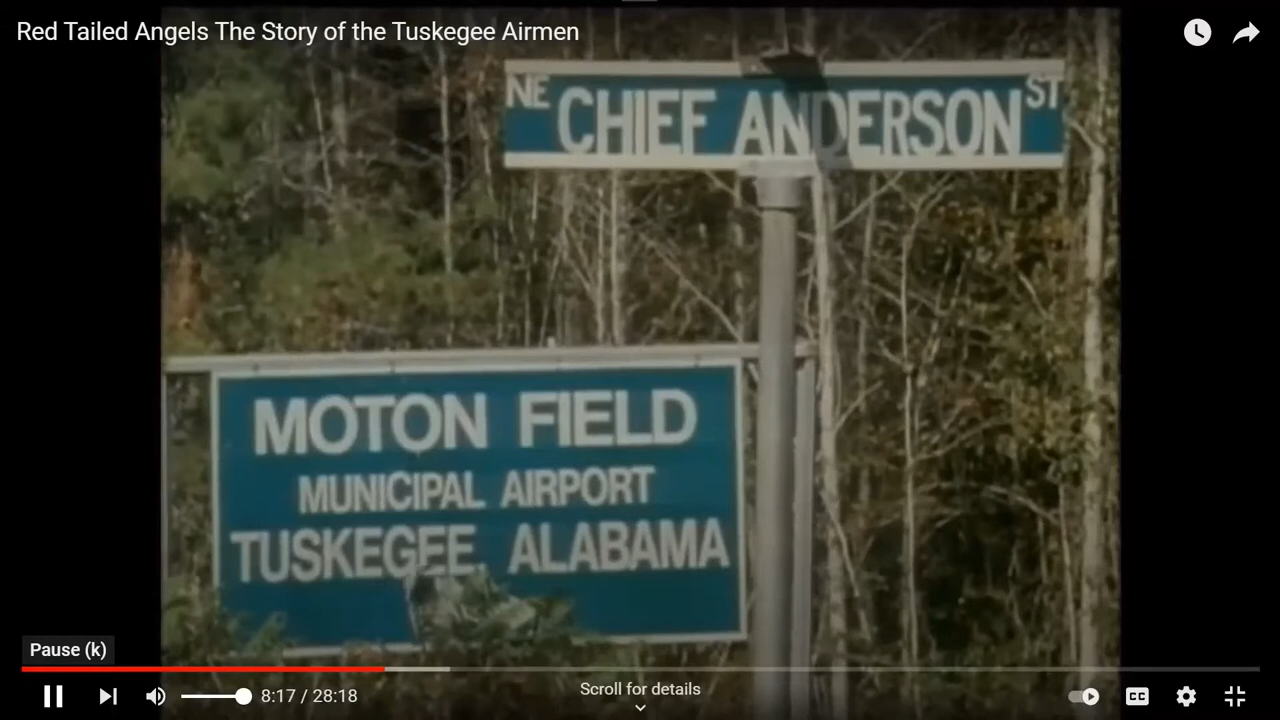 Red Tailed Angels The Story of the Tuskegee Airmen
NE CHIEF ANDERSON ST
MOTON FIELD
MUNICIPAL AIRPORT
TUSKEGEE, ALABAMA
Pause (k)
8:17 / 28:18
Scroll for details
CC